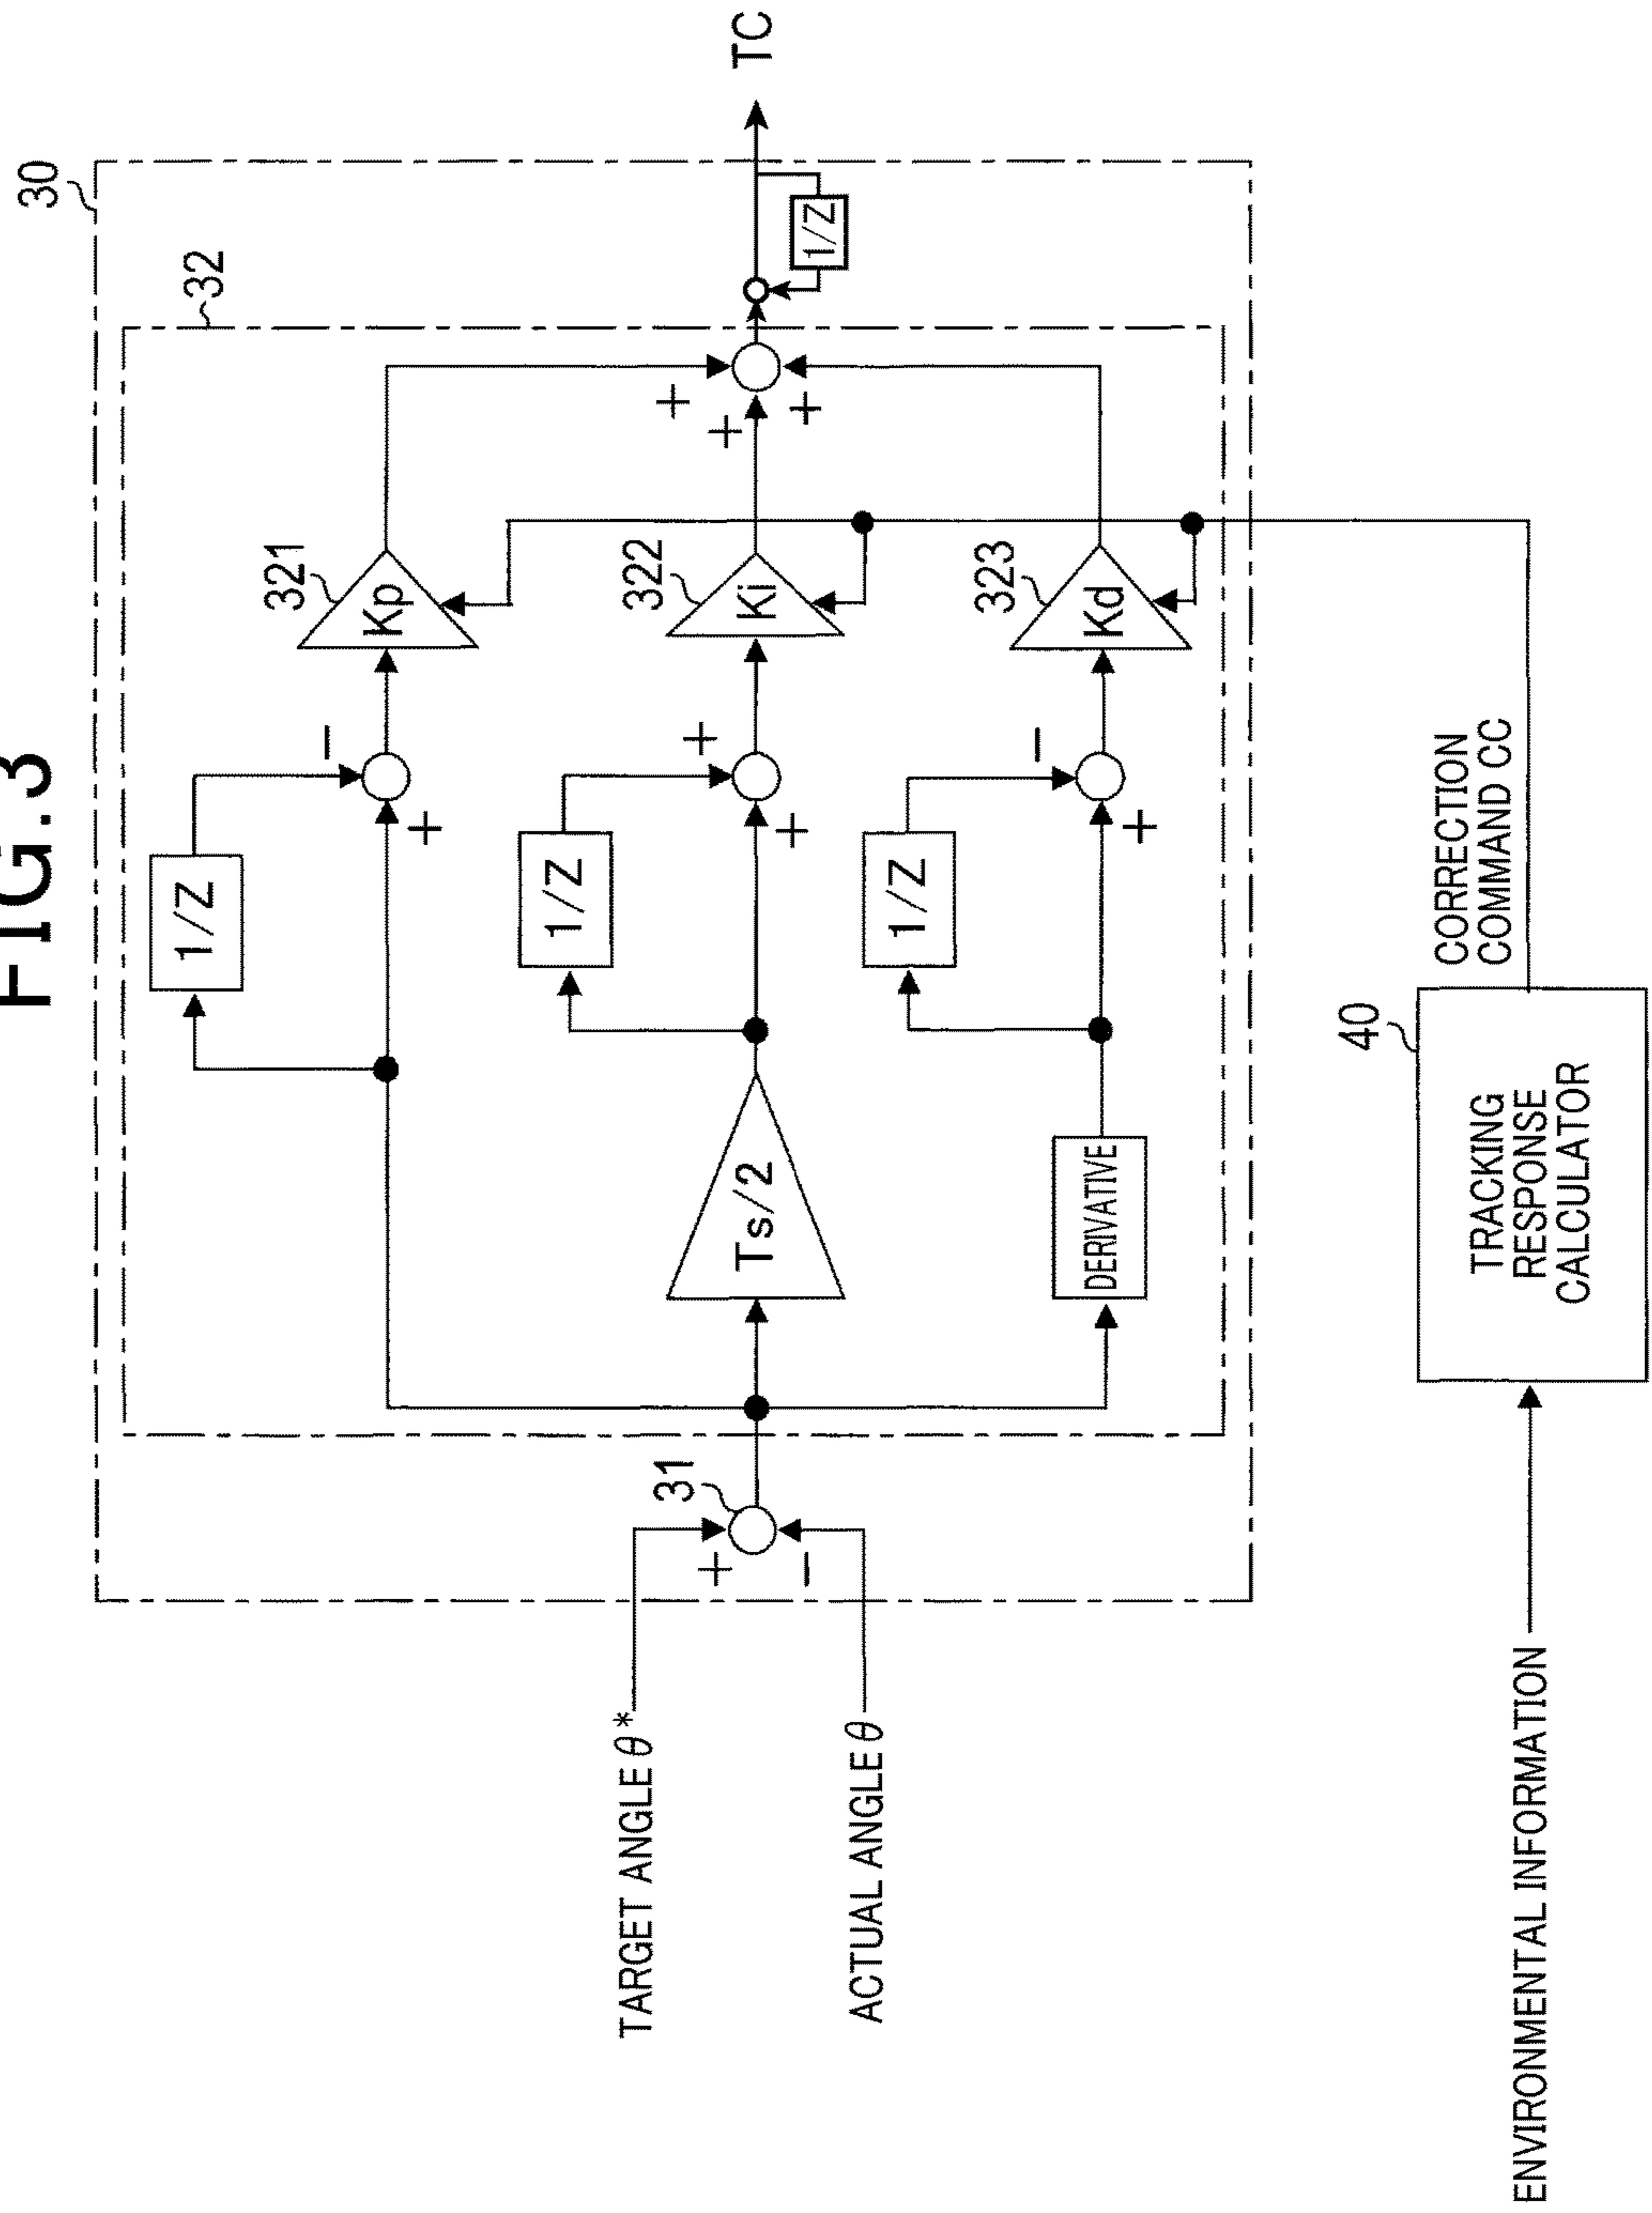 FIG.3
30
32
1/Z
321
Kp
−
+
TARGET ANGLE θ*
ACTUAL ANGLE θ
+
−
31
Ts/2
1/Z
+
+
322
Ki
+
+
+
1/Z
TC
DERIVATIVE
1/Z
−
+
323
Kd
ENVIRONMENTAL INFORMATION
40
TRACKING
RESPONSE
CALCULATOR
CORRECTION
COMMAND CC